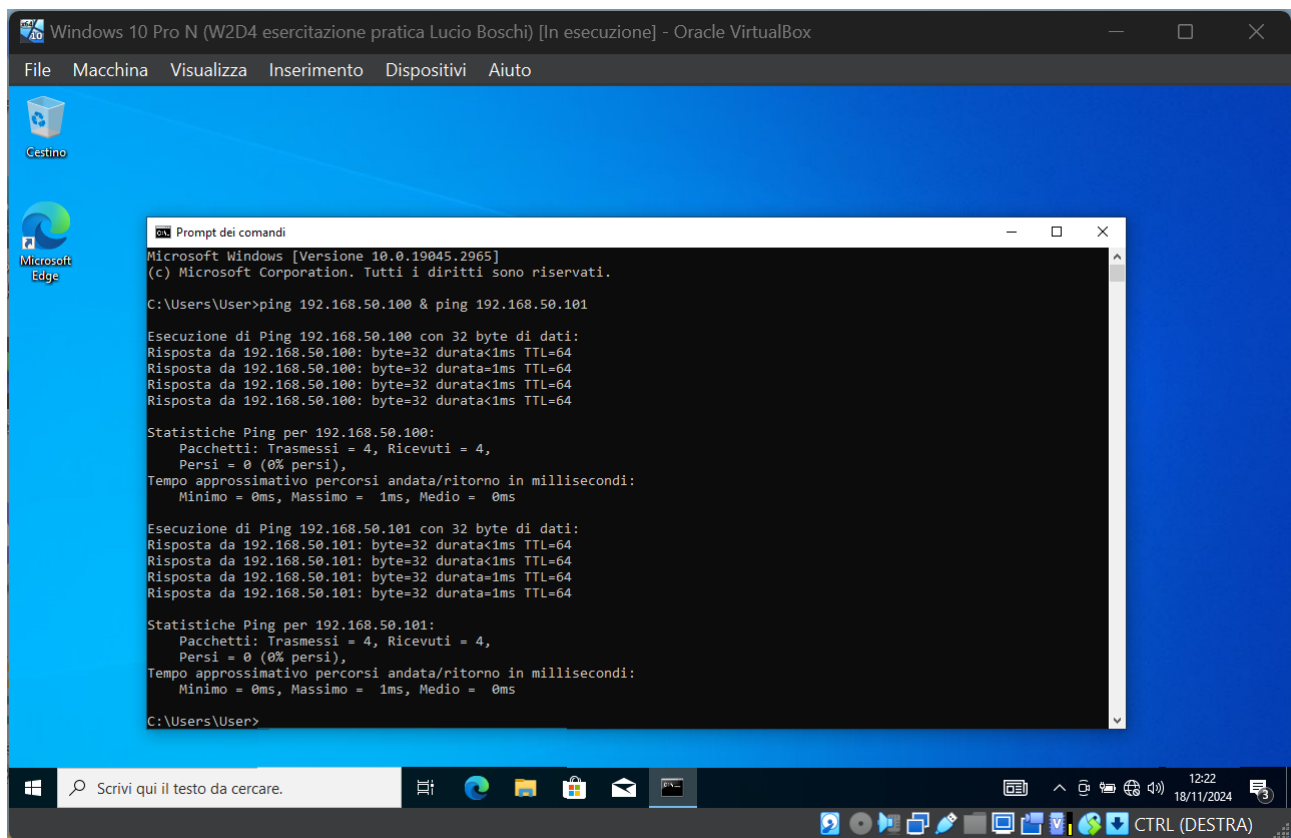 Windows 10 Pro N (W2D4 esercitazione pratica Lucio Boschi) [In esecuzione] - Oracle VirtualBox
File Macchina Visualizza Inserimento Dispositivi Aiuto
Cestino
Microsoft
Edge
Prompt dei comandi
Microsoft Windows [Versione 10.0.19045.2965]
(c) Microsoft Corporation. Tutti i diritti sono riservati.
C:\Users\User>ping 192.168.50.100 & ping 192.168.50.101
Esecuzione di Ping 192.168.50.100 con 32 byte di dati:
Risposta da 192.168.50.100: byte=32 durata<1ms TTL=64
Risposta da 192.168.50.100: byte=32 durata=1ms TTL=64
Risposta da 192.168.50.100: byte=32 durata<1ms TTL=64
Risposta da 192.168.50.100: byte=32 durata<1ms TTL=64
Statistiche Ping per 192.168.50.100:
Pacchetti: Trasmessi = 4, Ricevuti = 4,
Persi = 0 (0% persi),
Tempo approssimativo percorsi andata/ritorno in millisecondi:
Minimo = 0ms, Massimo =  1ms, Medio =  0ms
Esecuzione di Ping 192.168.50.101 con 32 byte di dati:
Risposta da 192.168.50.101: byte=32 durata<1ms TTL=64
Risposta da 192.168.50.101: byte=32 durata<1ms TTL=64
Risposta da 192.168.50.101: byte=32 durata=1ms TTL=64
Risposta da 192.168.50.101: byte=32 durata=1ms TTL=64
Statistiche Ping per 192.168.50.101:
Pacchetti: Trasmessi = 4, Ricevuti = 4,
Persi = 0 (0% persi),
Tempo approssimativo percorsi andata/ritorno in millisecondi:
Minimo = 0ms, Massimo =  1ms, Medio =  0ms
C:\Users\User>
Scrivi qui il testo da cercare.
12:22
18/11/2024
3
CTRL (DESTRA)